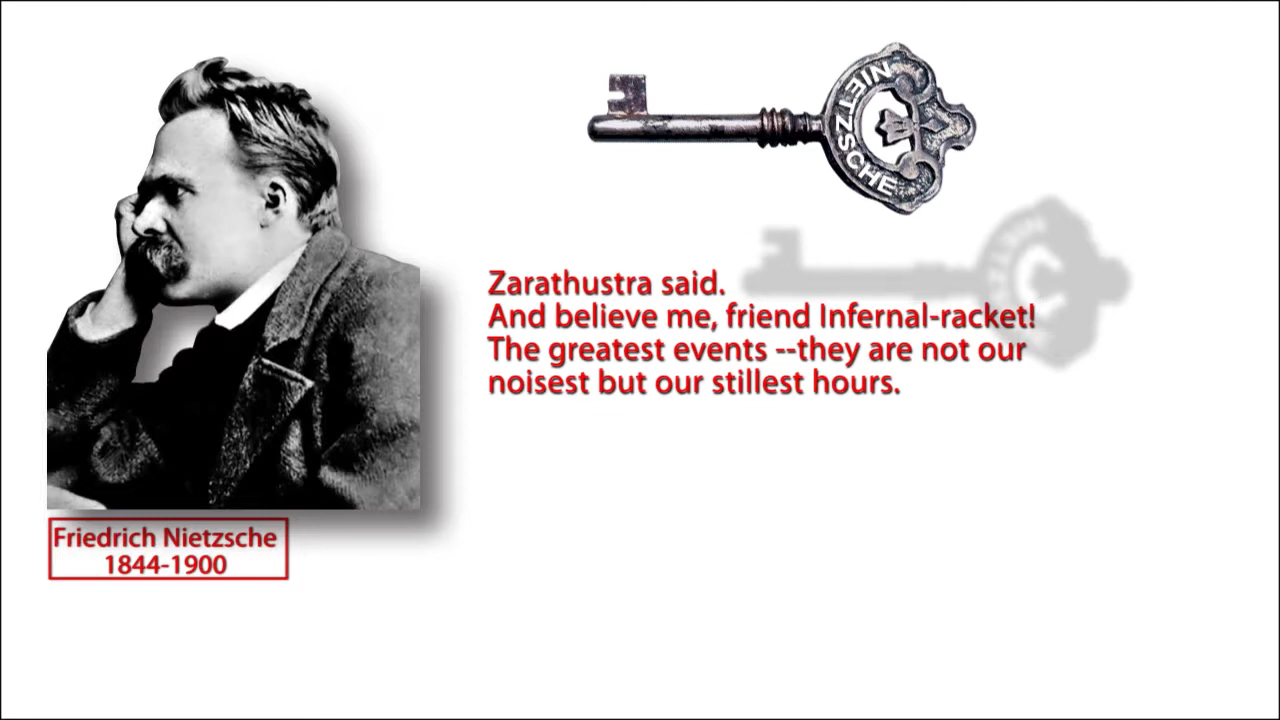 NIETZSCHE
Zarathustra said.
And believe me, friend Infernal-racket!
The greatest events --they are not our
noisest but our stillest hours.
Friedrich Nietzsche
1844-1900